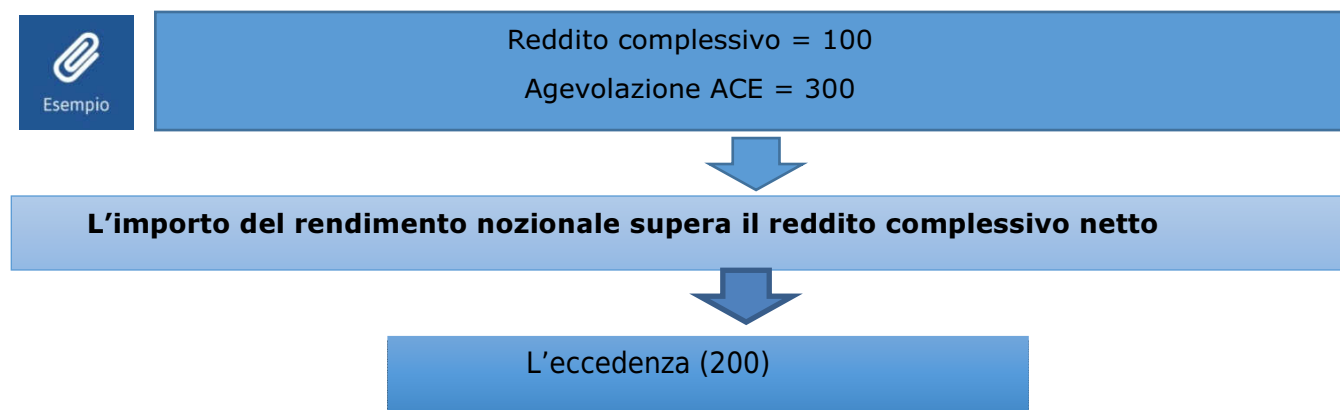 Esempio
Reddito complessivo = 100
Agevolazione ACE = 300
L’importo del rendimento nozionale supera il reddito complessivo netto
L’eccedenza (200)